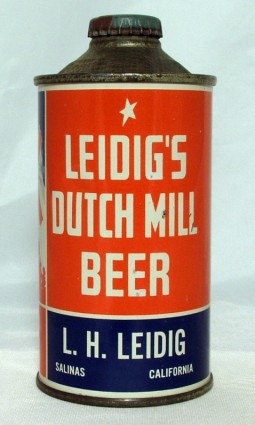 LEIDIG'S
DUTCH MILL
BEER
L. H. LEIDIG
SALINAS CALIFORNIA